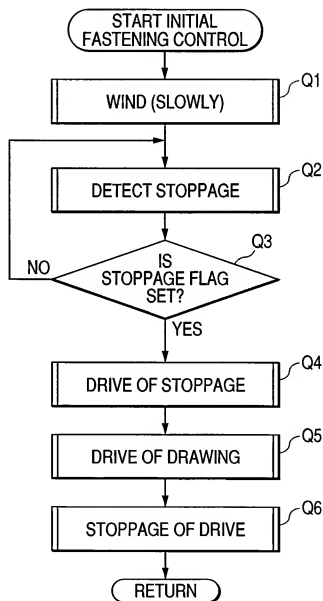 START INITIAL
FASTENING CONTROL
Q1
WIND (SLOWLY)
Q2
DETECT STOPPAGE
Q3
IS
STOPPAGE FLAG
SET?
NO
YES
Q4
DRIVE OF STOPPAGE
Q5
DRIVE OF DRAWING
Q6
STOPPAGE OF DRIVE
RETURN